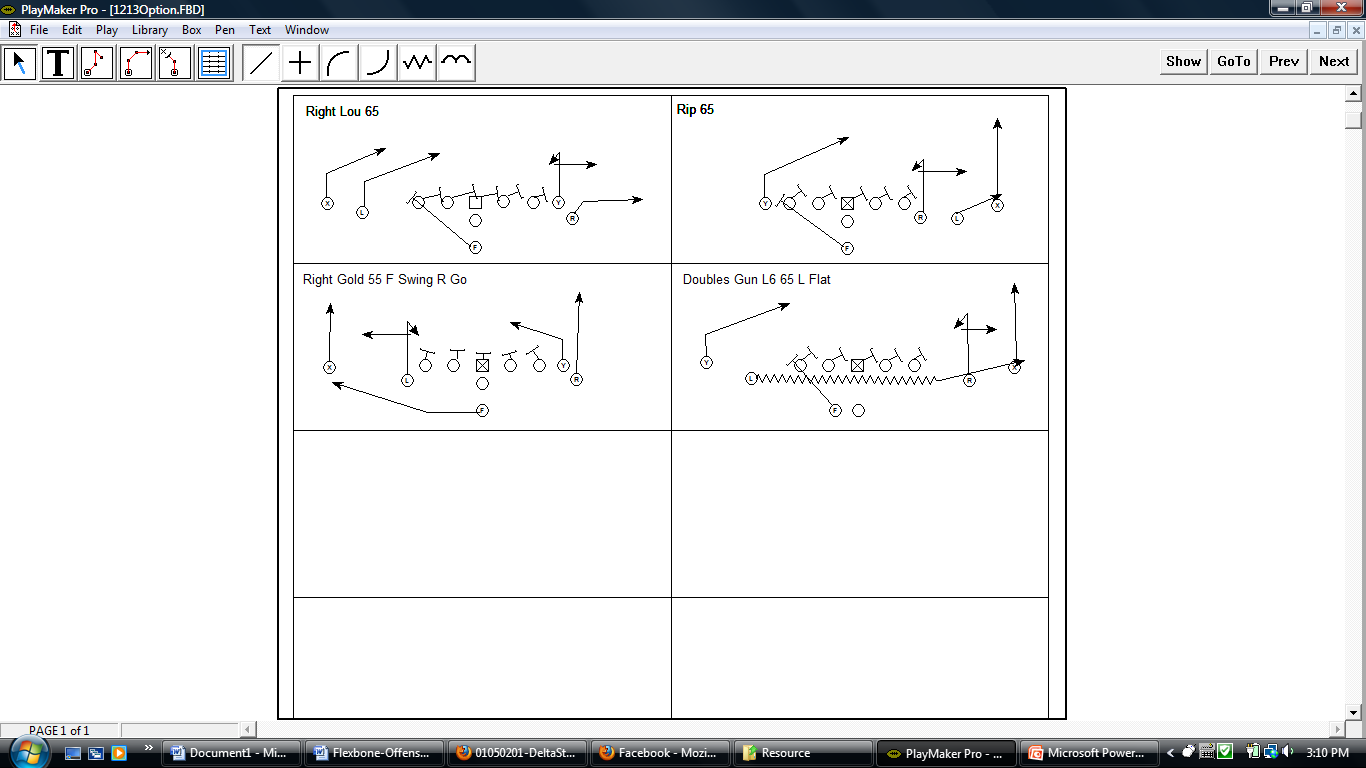 PlayMaker Pro - [1213Option.FBD]
File Edit Play Library Box Pen Text Window
T
Show GoTo Prev Next
Right Lou 65
X L Y R F
Rip 65
Y R L X F
Right Gold 55 F Swing R Go
X L Y R F
Doubles Gun L6 65 L Flat
Y L R X F
PAGE 1 of 1
Document1 - Mi... Flexbone-Offens... 01050201-DeltaSt... Facebook - Mozi... Resource PlayMaker Pro - ... Microsoft Power... 3:10 PM